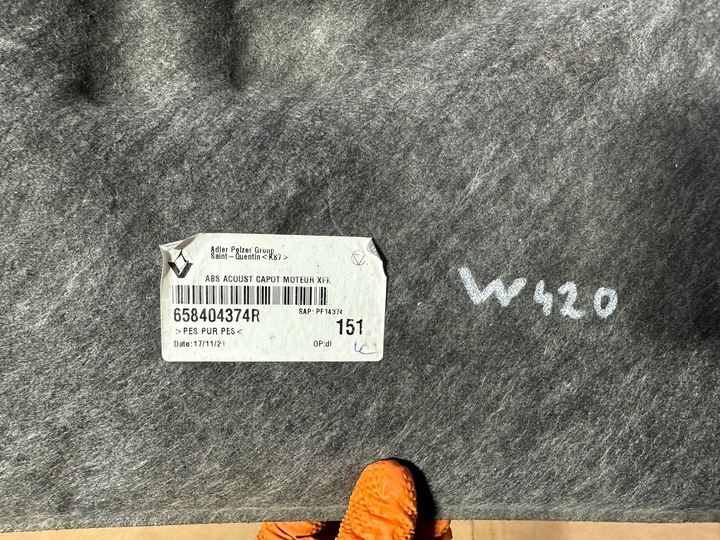 Adler Pelzer Group
Saint-Quentin <K67>
ABS ACOUST CAPOT MOTEUR XFK
SAP: PF14374
658404374R
>PES PUR PES<
151
Date: 17/11/21
OP:dl
W420